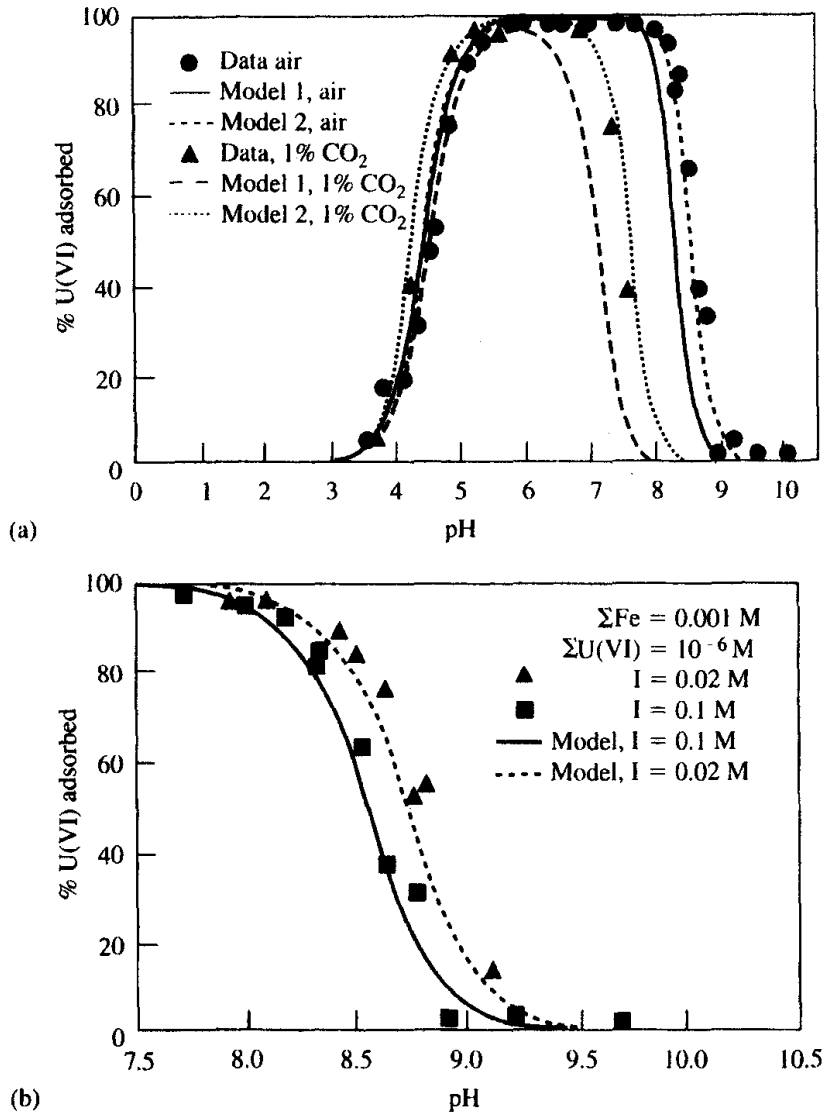 100
80
60
40
20
0
% U(VI) adsorbed
Data air
Model 1, air
Model 2, air
Data, 1% CO₂
Model 1, 1% CO₂
Model 2, 1% CO₂
0 1 2 3 4 5 6 7 8 9 10
pH
(a)
100
80
60
40
20
0
% U(VI) adsorbed
ΣFe = 0.001 M
ΣU(VI) = 10⁻⁶ M
I = 0.02 M
I = 0.1 M
Model, I = 0.1 M
Model, I = 0.02 M
7.5 8.0 8.5 9.0 9.5 10.0 10.5
pH
(b)